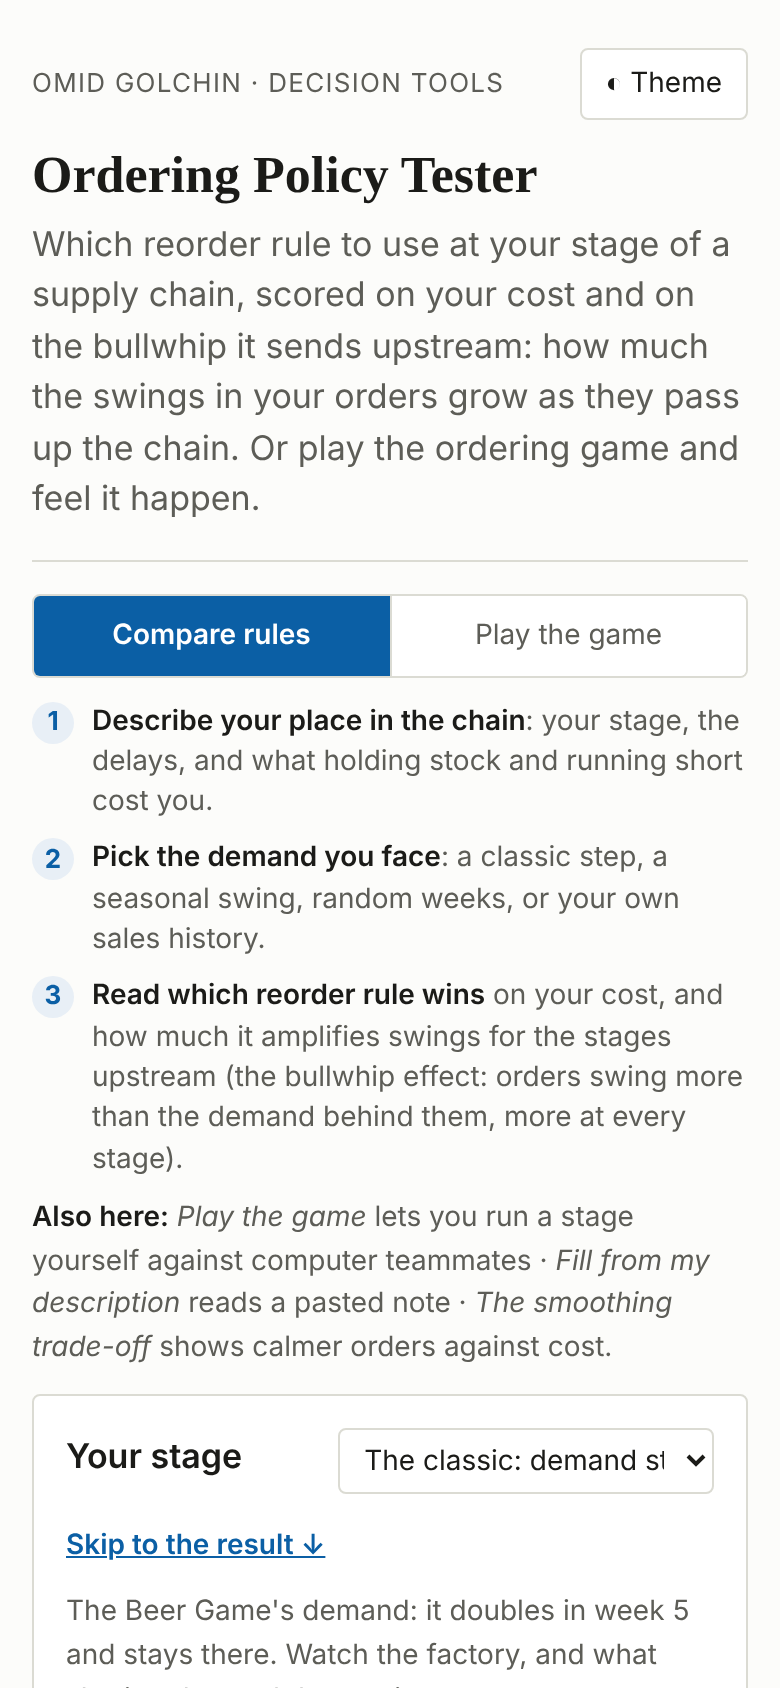 OMID GOLCHIN · DECISION TOOLS
Theme
Ordering Policy Tester
Which reorder rule to use at your stage of a
supply chain, scored on your cost and on
the bullwhip it sends upstream: how much
the swings in your orders grow as they pass
up the chain. Or play the ordering game and
feel it happen.
Compare rules
Play the game
1 Describe your place in the chain: your stage, the
delays, and what holding stock and running short
cost you.
2 Pick the demand you face: a classic step, a
seasonal swing, random weeks, or your own
sales history.
3 Read which reorder rule wins on your cost, and
how much it amplifies swings for the stages
upstream (the bullwhip effect: orders swing more
than the demand behind them, more at every
stage).
Also here: Play the game lets you run a stage
yourself against computer teammates · Fill from my
description reads a pasted note · The smoothing
trade-off shows calmer orders against cost.
Your stage
The classic: demand
Skip to the result ↓
The Beer Game's demand: it doubles in week 5
and stays there. Watch the factory, and what